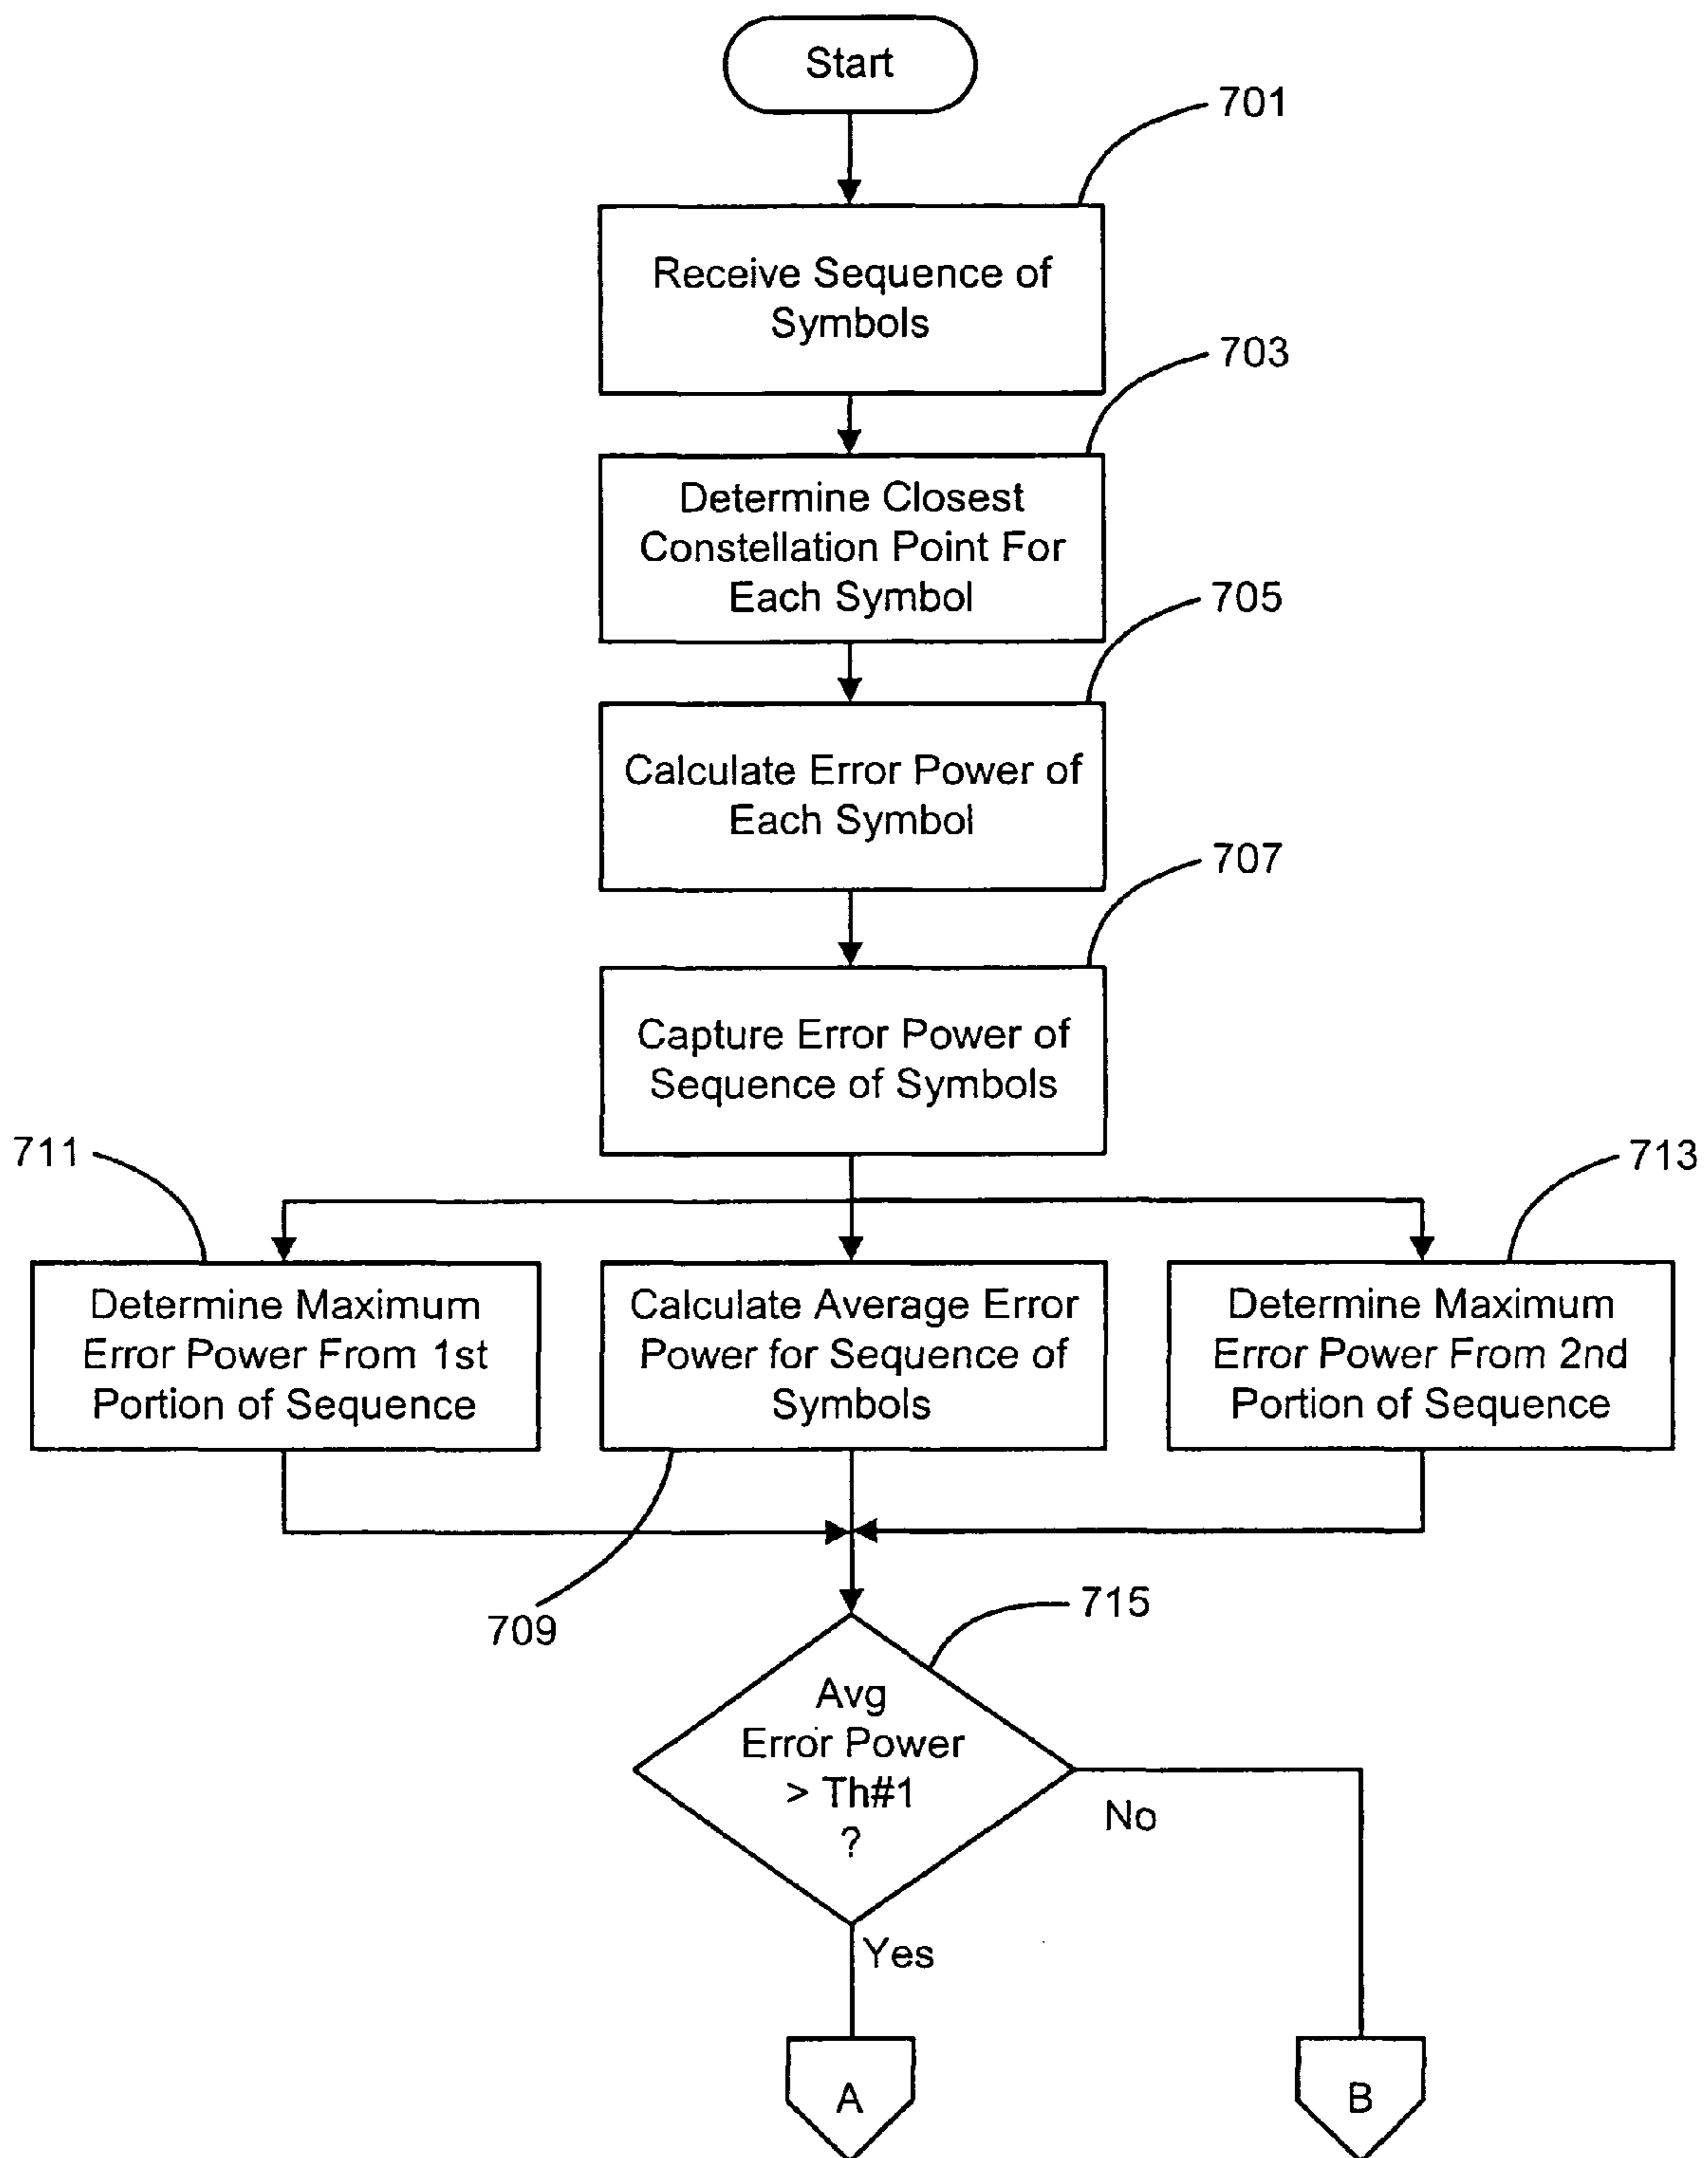 Start
701
Receive Sequence of
Symbols
703
Determine Closest
Constellation Point For
Each Symbol
705
Calculate Error Power of
Each Symbol
707
Capture Error Power of
Sequence of Symbols
711
713
Determine Maximum
Error Power From 1st
Portion of Sequence
Calculate Average Error
Power for Sequence of
Symbols
Determine Maximum
Error Power From 2nd
Portion of Sequence
709
715
Avg
Error Power
> Th#1
?
No
Yes
A
B